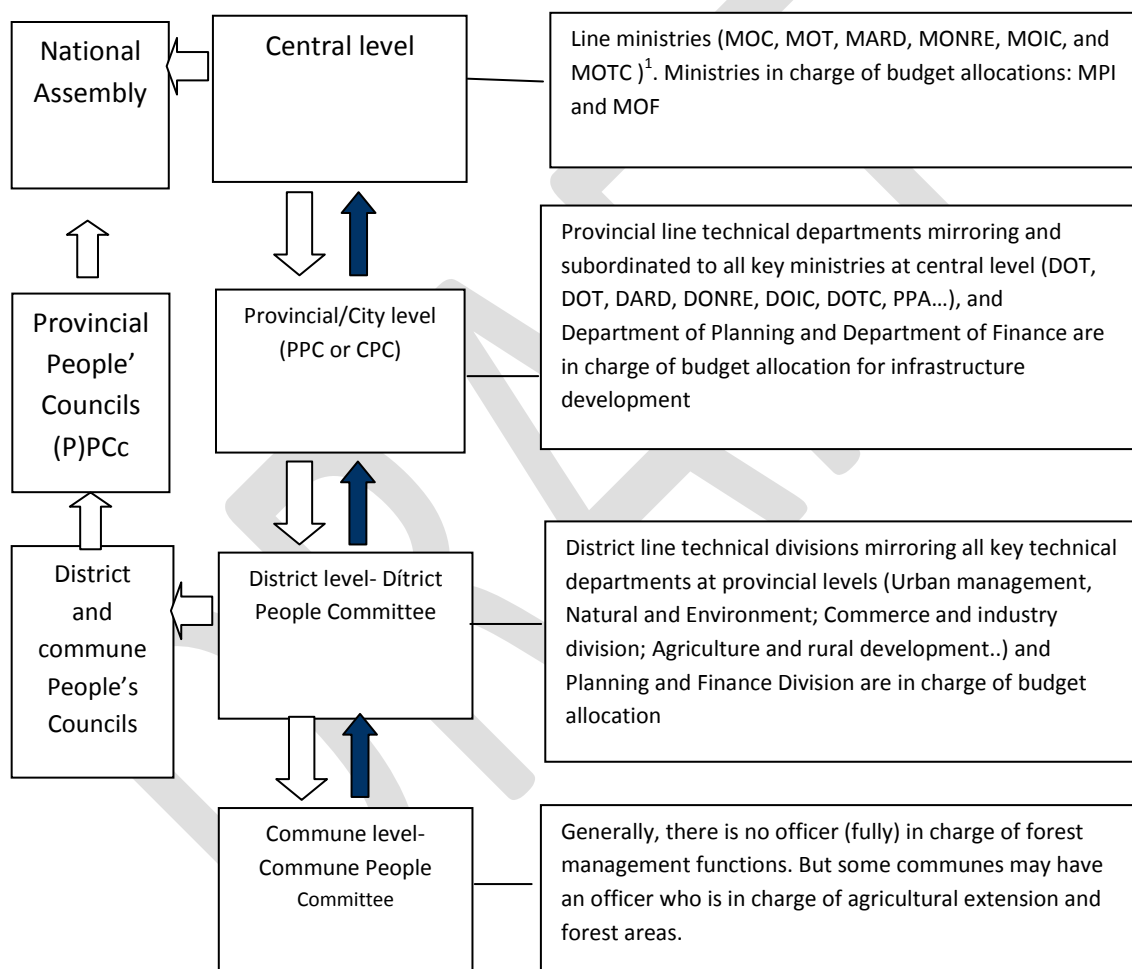 National
Assembly
Central level
Line ministries (MOC, MOT, MARD, MONRE, MOIC, and
MOTC )¹. Ministries in charge of budget allocations: MPI
and MOF
Provincial
People'
Councils
(P)PCc
Provincial/City level
(PPC or CPC)
Provincial line technical departments mirroring and
subordinated to all key ministries at central level (DOT,
DOT, DARD, DONRE, DOIC, DOTC, PPA…), and
Department of Planning and Department of Finance are
in charge of budget allocation for infrastructure
development
District
and
commune
People's
Councils
District level- Dítrict
People Committee
District line technical divisions mirroring all key technical
departments at provincial levels (Urban management,
Natural and Environment; Commerce and industry
division; Agriculture and rural development..) and
Planning and Finance Division are in charge of budget
allocation
Commune level-
Commune People
Committee
Generally, there is no officer (fully) in charge of forest
management functions. But some communes may have
an officer who is in charge of agricultural extension and
forest areas.
DRAFT